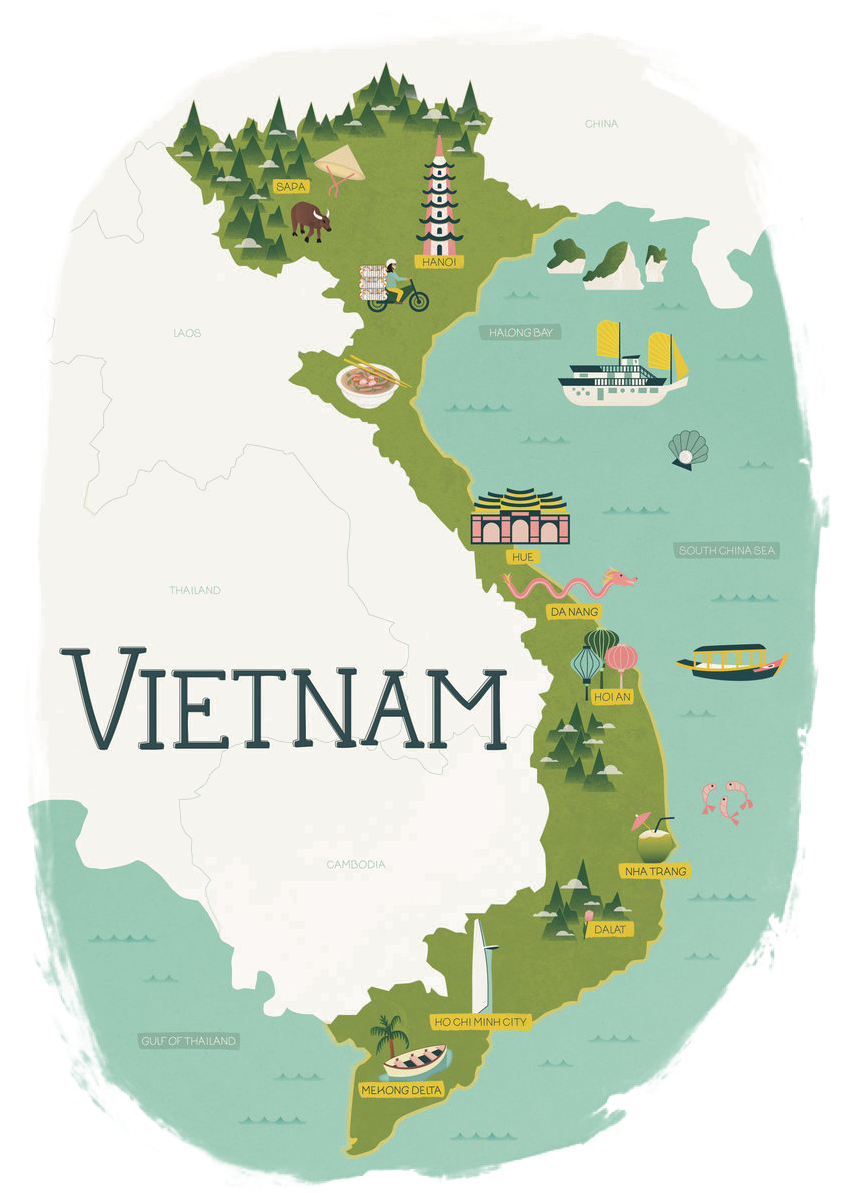 CHINA
SAPA
HANOI
LAOS
HALONG BAY
HUE
SOUTH CHINA SEA
THAILAND
DA NANG
VIETNAM
HOI AN
CAMBODIA
NHA TRANG
DALAT
HO CHI MINH CITY
GULF OF THAILAND
MEKONG DELTA